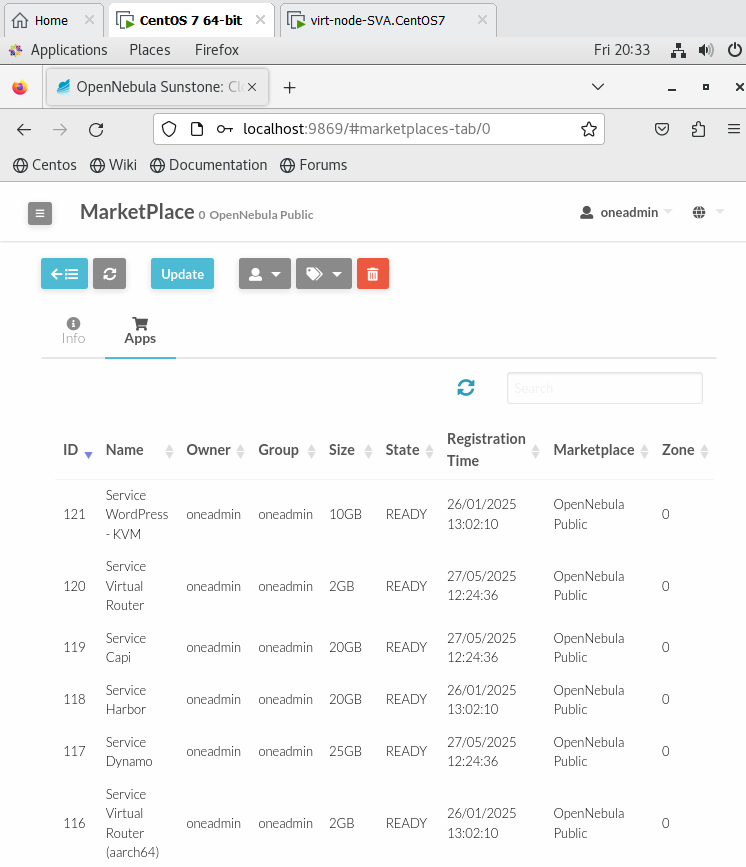 Home CentOS 7 64-bit virt-node-SVA.CentOS7
Applications Places Firefox Fri 20:33
OpenNebula Sunstone: Cl
localhost:9869/#marketplaces-tab/0
Centos Wiki Documentation Forums
MarketPlace 0 OpenNebula Public oneadmin
Update
Info Apps
Search
ID Name Owner Group Size State Registration Time Marketplace Zone
121 Service WordPress - KVM oneadmin oneadmin 10GB READY 26/01/2025 13:02:10 OpenNebula Public 0
120 Service Virtual Router oneadmin oneadmin 2GB READY 27/05/2025 12:24:36 OpenNebula Public 0
119 Service Capi oneadmin oneadmin 20GB READY 27/05/2025 12:24:36 OpenNebula Public 0
118 Service Harbor oneadmin oneadmin 20GB READY 26/01/2025 13:02:10 OpenNebula Public 0
117 Service Dynamo oneadmin oneadmin 25GB READY 27/05/2025 12:24:36 OpenNebula Public 0
116 Service Virtual Router (aarch64) oneadmin oneadmin 2GB READY 26/01/2025 13:02:10 OpenNebula Public 0